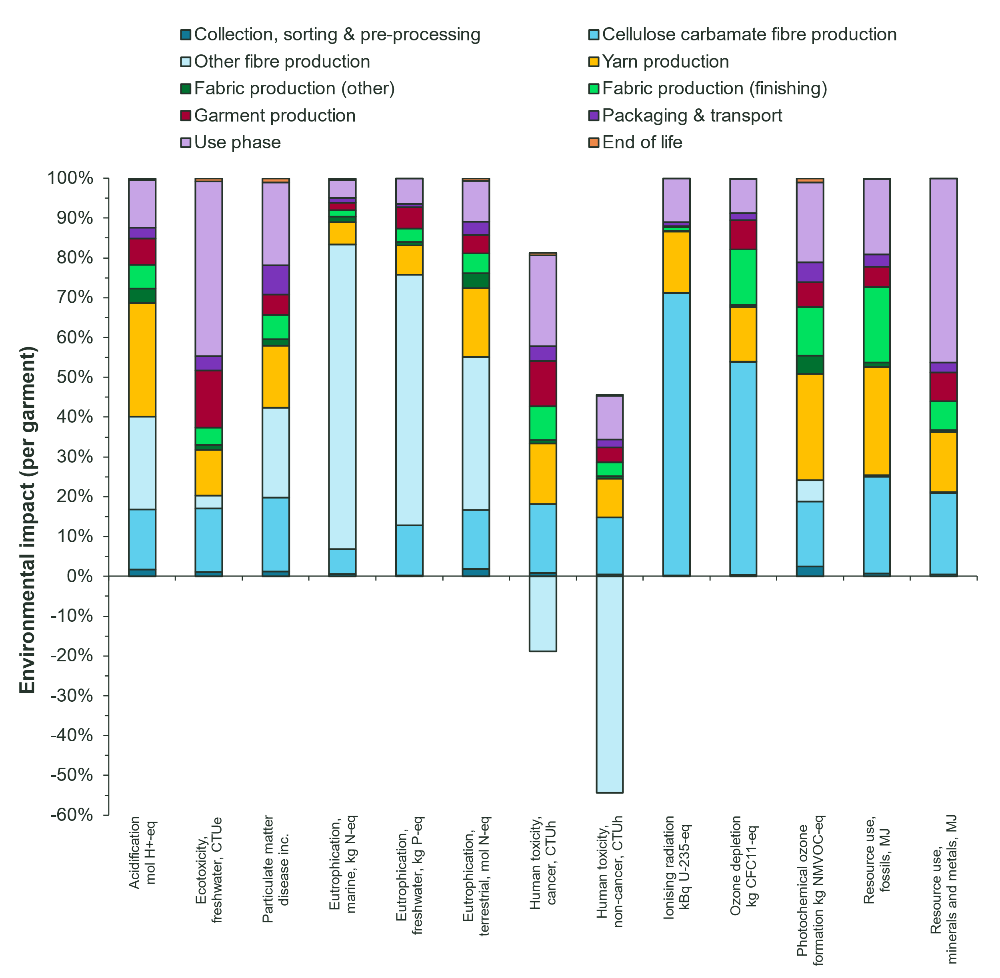 Collection, sorting & pre-processing
Cellulose carbamate fibre production
Other fibre production
Yarn production
Fabric production (other)
Fabric production (finishing)
Garment production
Packaging & transport
Use phase
End of life
Environmental impact (per garment)
100%
90%
80%
70%
60%
50%
40%
30%
20%
10%
0%
-10%
-20%
-30%
-40%
-50%
-60%
Acidification
mol H+-eq
Ecotoxicity,
freshwater, CTUe
Particulate matter
disease inc.
Eutrophication,
marine, kg N-eq
Eutrophication,
freshwater, kg P-eq
Eutrophication,
terrestrial, mol N-eq
Human toxicity,
cancer, CTUh
Human toxicity,
non-cancer, CTUh
Ionising radiation
kBq U-235-eq
Ozone depletion
kg CFC11-eq
Photochemical ozone
formation kg NMVOC-eq
Resource use,
fossils, MJ
Resource use,
minerals and metals, MJ